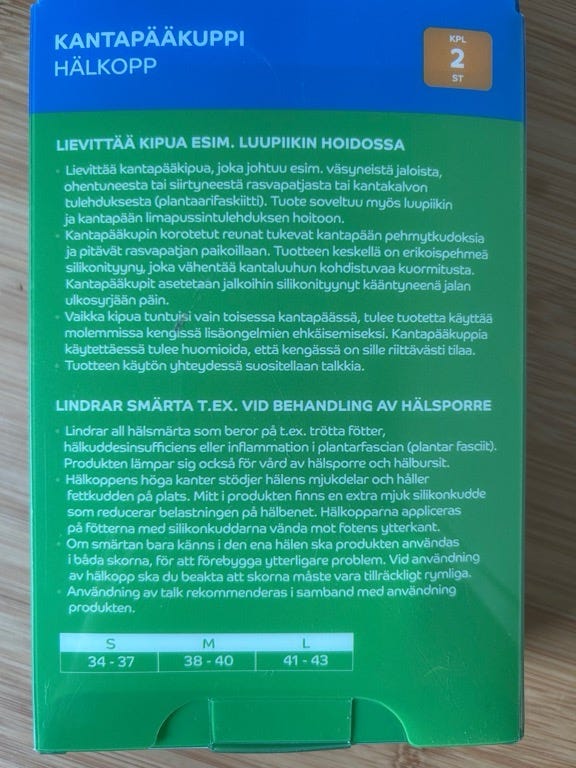 KANTAPÄÄKUPPI
HÄLKOPP
KPL
2
ST
LIEVITTÄÄ KIPUA ESIM. LUUPIIKIN HOIDOSSA
• Lievittää kantapääkipua, joka johtuu esim. väsyneistä jaloista,
ohentuneesta tai siirtyneestä rasvapatjasta tai kantakalvon
tulehduksesta (plantaarifaskiitti). Tuote soveltuu myös luupiikin
ja kantapään limapussintulehduksen hoitoon.
• Kantapääkupin korotetut reunat tukevat kantapään pehmytkudoksia
ja pitävät rasvapatjan paikoillaan. Tuotteen keskellä on erikoispehmeä
silikonityyny, joka vähentää kantaluuhun kohdistuvaa kuormitusta.
Kantapääkupit asetetaan jalkoihin silikonityynyt kääntyneenä jalan
ulkosyrjään päin.
• Vaikka kipua tuntuisi vain toisessa kantapäässä, tulee tuotetta käyttää
molemmissa kengissä lisäongelmien ehkäisemiseksi. Kantapääkuppia
käytettäessä tulee huomioida, että kengässä on sille riittävästi tilaa.
• Tuotteen käytön yhteydessä suositellaan talkkia.
LINDRAR SMÄRTA T.EX. VID BEHANDLING AV HÄLSPORRE
• Lindrar all hälsmärta som beror på t.ex. trötta fötter,
hälkuddesinsufficiens eller inflammation i plantarfascian (plantar fasciit).
Produkten lämpar sig också för vård av hälsporre och hälbursit.
• Hälkoppens höga kanter stödjer hälens mjukdelar och håller
fettkudden på plats. Mitt i produkten finns en extra mjuk silikonkudde
som reducerar belastningen på hälbenet. Hälkopparna appliceras
på fötterna med silikonkuddarna vända mot fotens ytterkant.
• Om smärtan bara känns i den ena hälen ska produkten användas
i båda skorna, för att förebygga ytterligare problem. Vid användning
av hälkopp ska du beakta att skorna måste vara tillräckligt rymliga.
• Användning av talk rekommenderas i samband med användning
produkten.
S M L
34 - 37 38 - 40 41 - 43